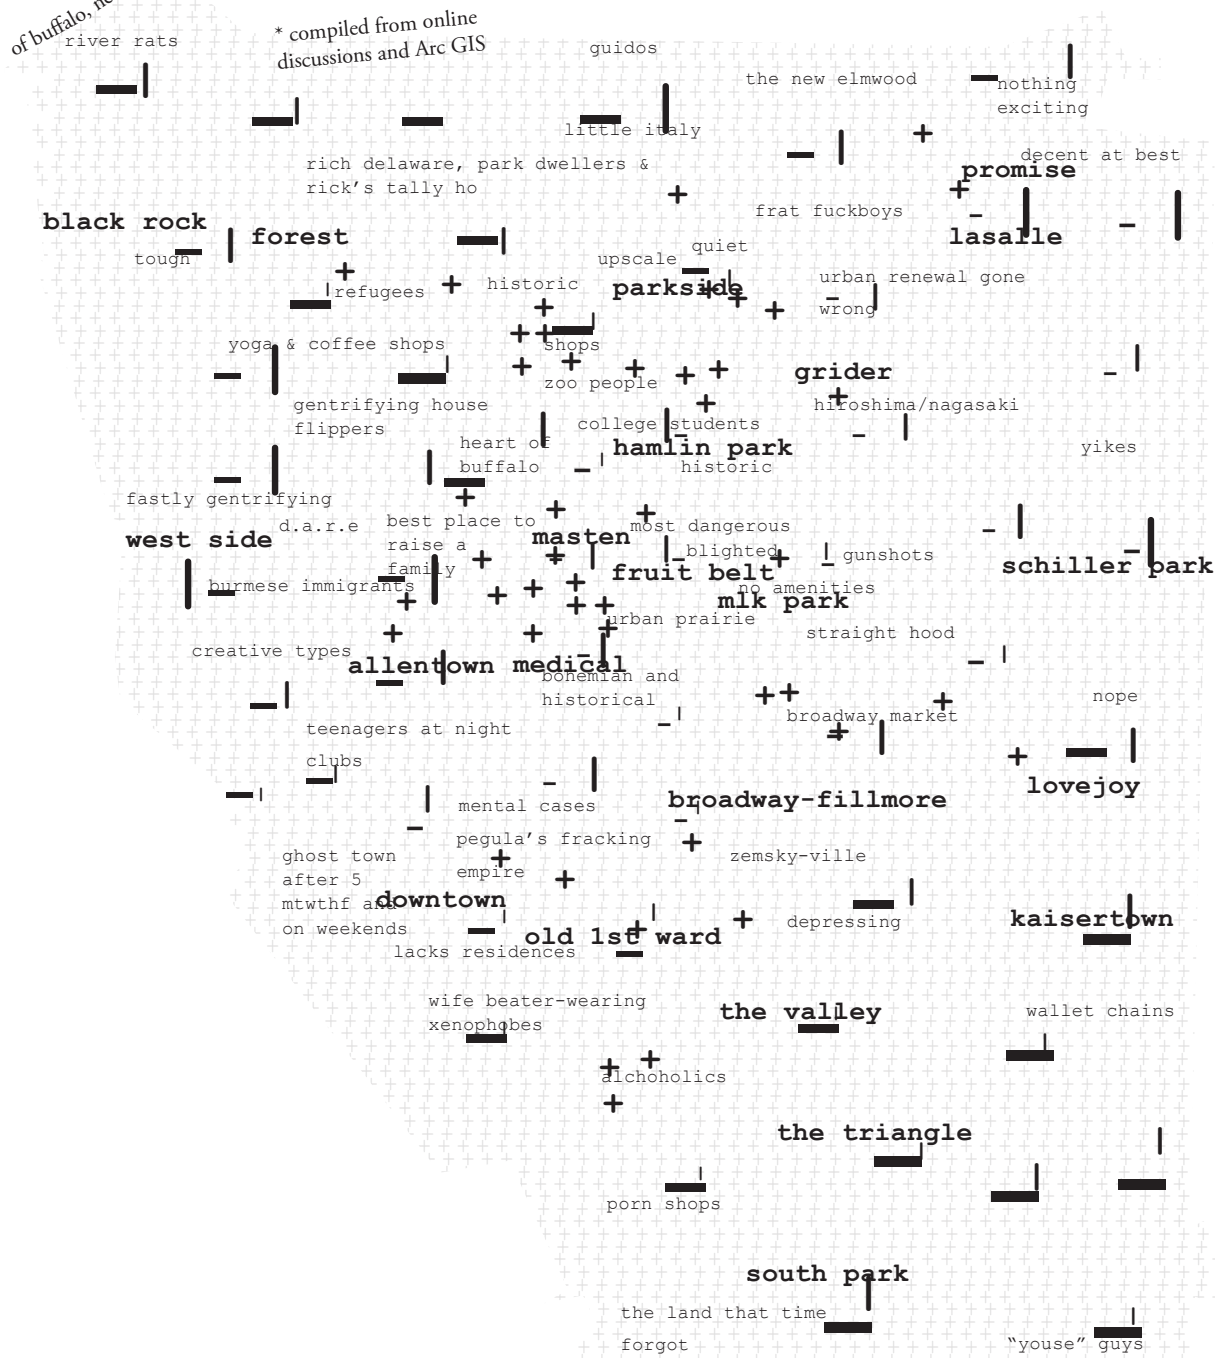 of buffalo,
river rats
* compiled from online
discussions and Arc GIS
guidos
the new elmwood
nothing
exciting
little italy
rich delaware, park dwellers &
rick's tally ho
decent at best
promise
frat fuckboys
black rock
forest
lasalle
tough
quiet
upscale
refugees
historic
parkside
urban renewal gone
wrong
yoga & coffee shops
shops
zoo people
grider
gentrifying house
flippers
hiroshima/nagasaki
college students
hamlin park
historic
heart of
buffalo
yikes
fastly gentrifying
d.a.r.e
west side
best place to
raise a
family
masten
most dangerous
blighted
gunshots
fruit belt
schiller park
burmese immigrants
no amenities
mlk park
urban prairie
straight hood
creative types
allentown
medical
bohemian and
historical
nope
broadway market
teenagers at night
clubs
lovejoy
mental cases
broadway-fillmore
pegula's fracking
empire
ghost town
after 5
mtwthf and
on weekends
zemsky-ville
downtown
depressing
kaisertown
old 1st ward
lacks residences
wife beater-wearing
xenophobes
the valley
wallet chains
alchoholics
the triangle
porn shops
south park
the land that time
forgot
"youse" guys